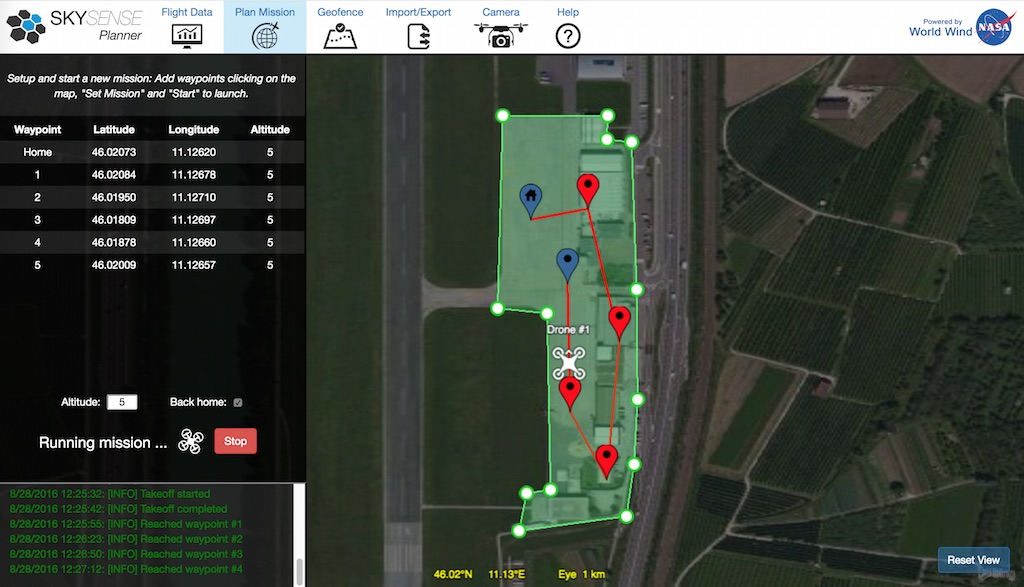 SKYSENSE
Planner
Flight Data
Plan Mission
Geofence
Import/Export
Camera
Help
?
Powered by
World Wind
NASA
Setup and start a new mission: Add waypoints clicking on the
map, "Set Mission" and "Start" to launch.
Waypoint Latitude Longitude Altitude
Home 46.02073 11.12620 5
1 46.02084 11.12678 5
2 46.01950 11.12710 5
3 46.01809 11.12697 5
4 46.01878 11.12660 5
5 46.02009 11.12657 5
Drone #1
Altitude: 5 Back home:
Running mission ... Stop
8/28/2016 12:25:32: [INFO] Takeoff started
8/28/2016 12:25:42: [INFO] Takeoff completed
8/28/2016 12:25:55: [INFO] Reached waypoint #1
8/28/2016 12:26:23: [INFO] Reached waypoint #2
8/28/2016 12:26:50: [INFO] Reached waypoint #3
8/28/2016 12:27:12: [INFO] Reached waypoint #4
46.02°N 11.13°E Eye 1 km
Reset View